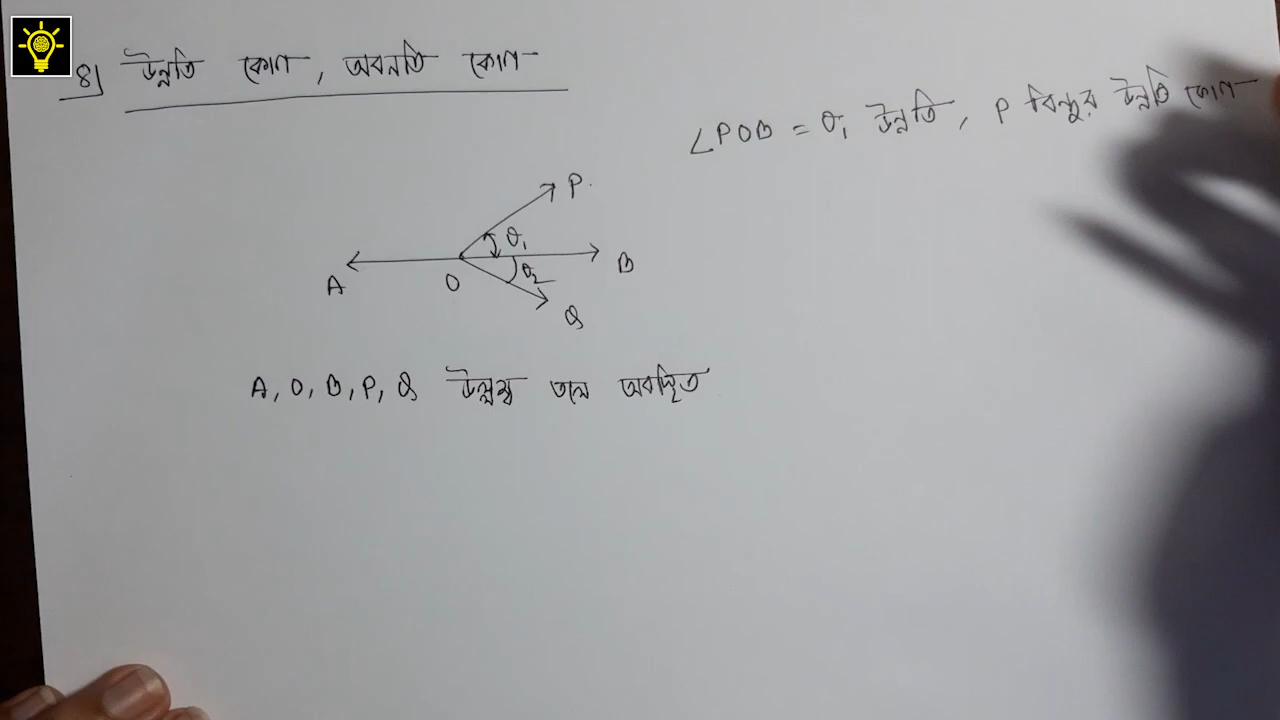 ৪) উন্নতি কোণ, অবনতি কোণ
∠POB = θ₁ উন্নতি, P বিন্দুর উন্নতি কোণ
P.
θ₁
A O B
θ₂
Q
A, O, B, P, Q উল্লম্ব তলে অবস্থিত